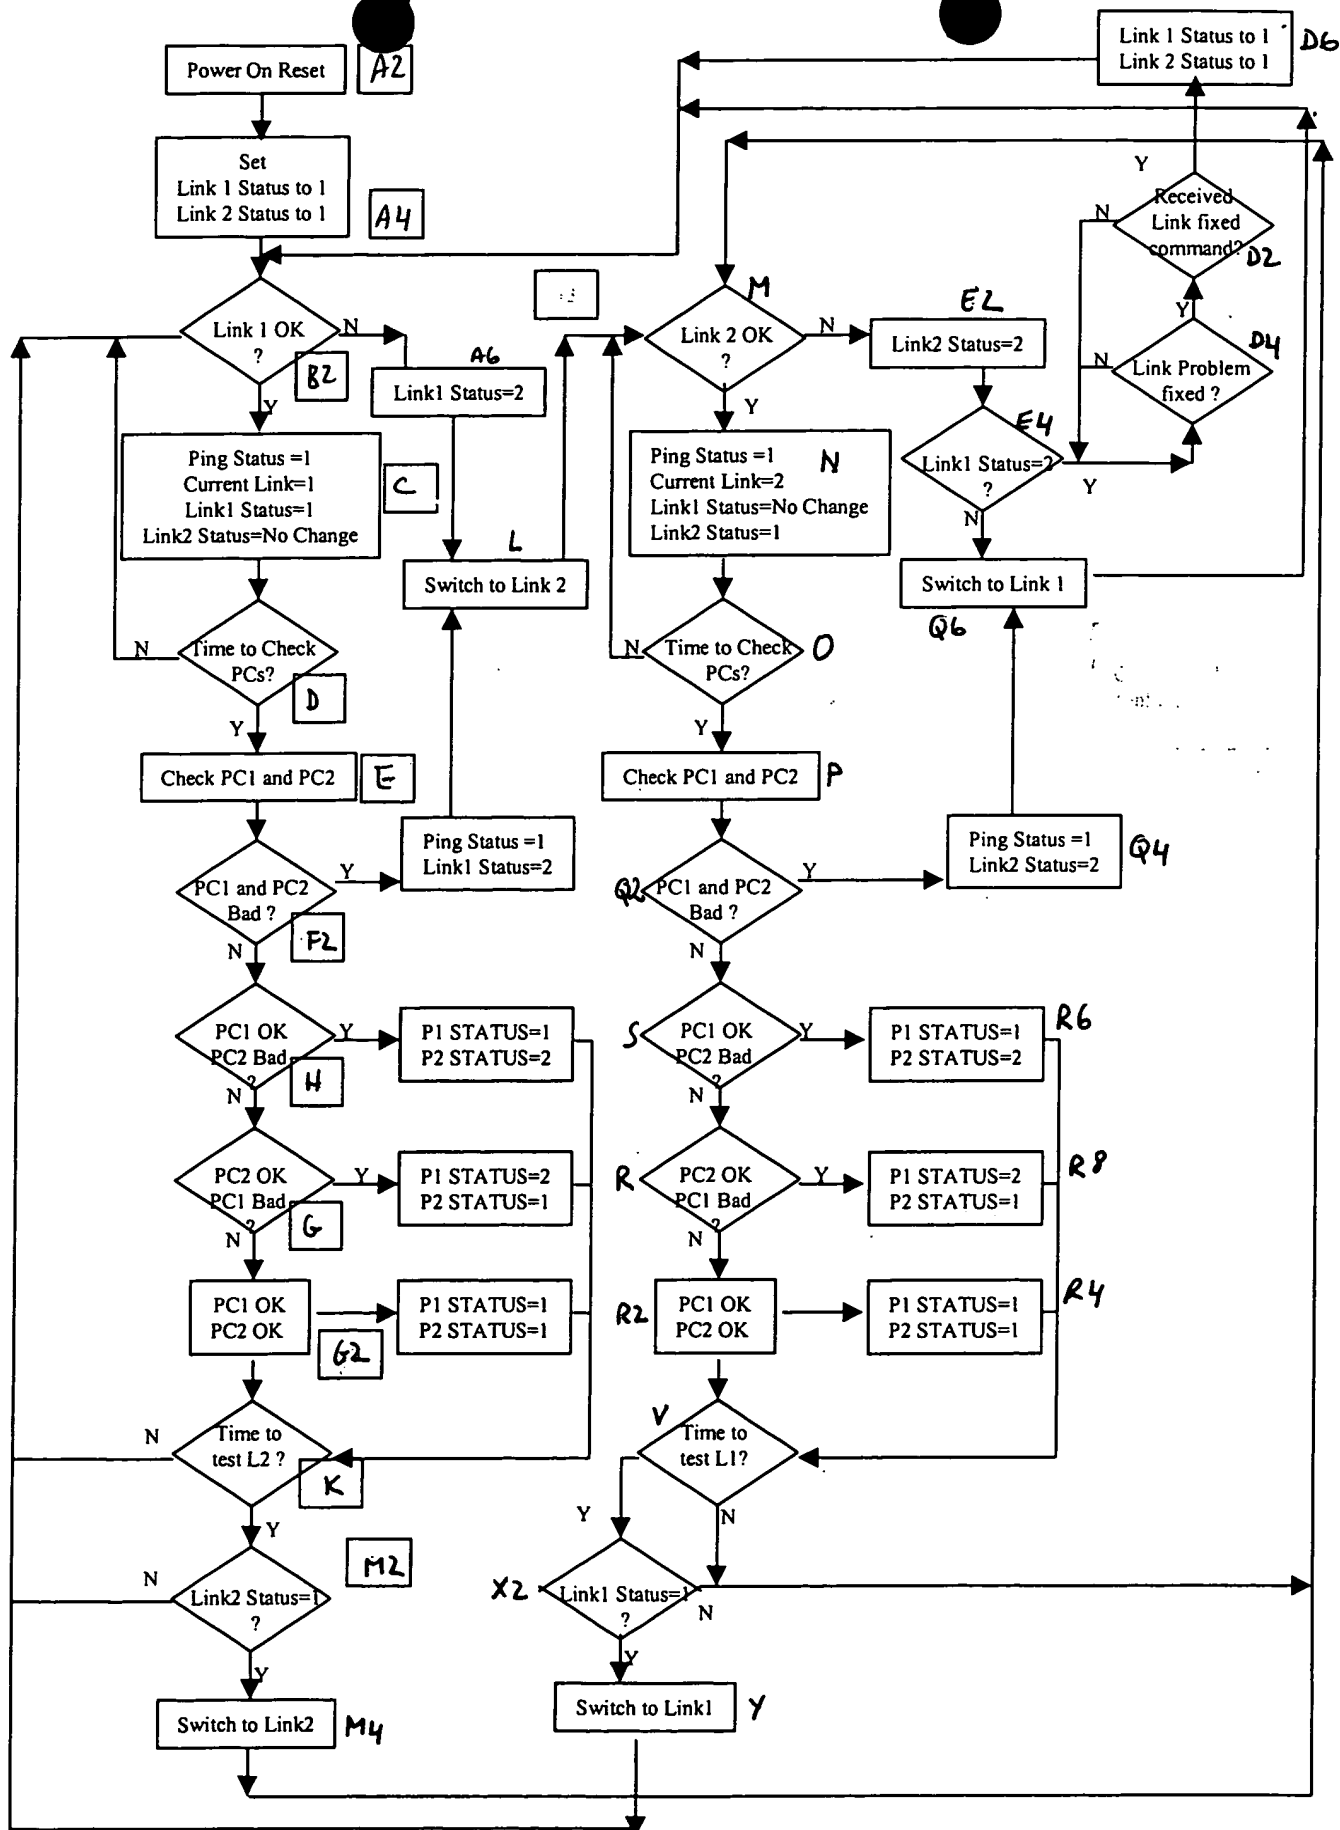 Power On Reset
A2
Set
Link 1 Status to 1
Link 2 Status to 1
A4
Link 1 OK
?
B2
N
Y
A6
Link1 Status=2
Ping Status =1
Current Link=1
Link1 Status=1
Link2 Status=No Change
C
L
Switch to Link 2
Time to Check
PCs?
D
N
Y
Check PC1 and PC2
E
PC1 and PC2
Bad ?
F2
Y
N
Ping Status =1
Link1 Status=2
PC1 OK
PC2 Bad
?
H
Y
N
P1 STATUS=1
P2 STATUS=2
PC2 OK
PC1 Bad
?
G
Y
N
P1 STATUS=2
P2 STATUS=1
PC1 OK
PC2 OK
G2
P1 STATUS=1
P2 STATUS=1
Time to
test L2 ?
K
N
Y
Link2 Status=1
?
M2
N
Y
Switch to Link2
M4
Link 2 OK
?
M
N
Y
E2
Link2 Status=2
Link1 Status=2
?
E4
Y
N
Link 1 Status to 1
Link 2 Status to 1
D6
Y
Received
Link fixed
command?
D2
N
Y
Link Problem
fixed ?
D4
N
Ping Status =1
Current Link=2
Link1 Status=No Change
Link2 Status=1
N
Switch to Link 1
Q6
Time to Check
PCs?
O
N
Y
Check PC1 and PC2
P
PC1 and PC2
Bad ?
Q2
Y
N
Ping Status =1
Link2 Status=2
Q4
PC1 OK
PC2 Bad
?
S
Y
N
P1 STATUS=1
P2 STATUS=2
R6
PC2 OK
PC1 Bad
?
R
Y
N
P1 STATUS=2
P2 STATUS=1
R8
PC1 OK
PC2 OK
R2
P1 STATUS=1
P2 STATUS=1
R4
Time to
test L1?
V
Y
N
Link1 Status=1
?
X2
N
Y
Switch to Link1
Y